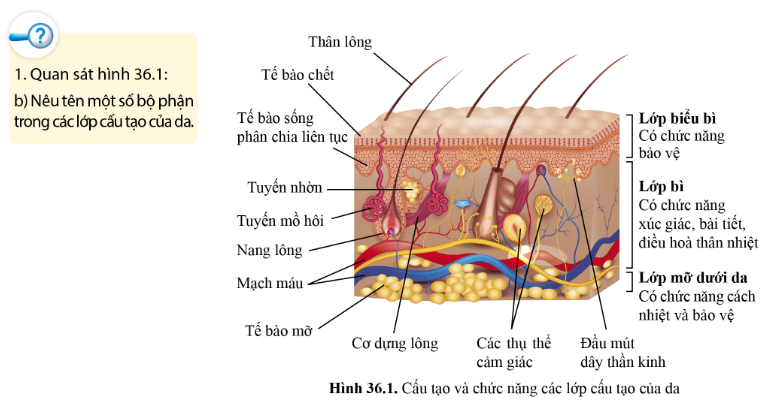 1. Quan sát hình 36.1:
b) Nêu tên một số bộ phận
trong các lớp cấu tạo của da.
Thân lông
Tế bào chết
Tế bào sống
phân chia liên tục
Tuyến nhờn
Tuyến mồ hôi
Nang lông
Mạch máu
Tế bào mỡ
Cơ dựng lông
Các thụ thể
cảm giác
Đầu mút
dây thần kinh
Lớp biểu bì
Có chức năng
bảo vệ
Lớp bì
Có chức năng
xúc giác, bài tiết,
điều hoà thân nhiệt
Lớp mỡ dưới da
Có chức năng cách
nhiệt và bảo vệ
Hình 36.1. Cấu tạo và chức năng các lớp cấu tạo của da